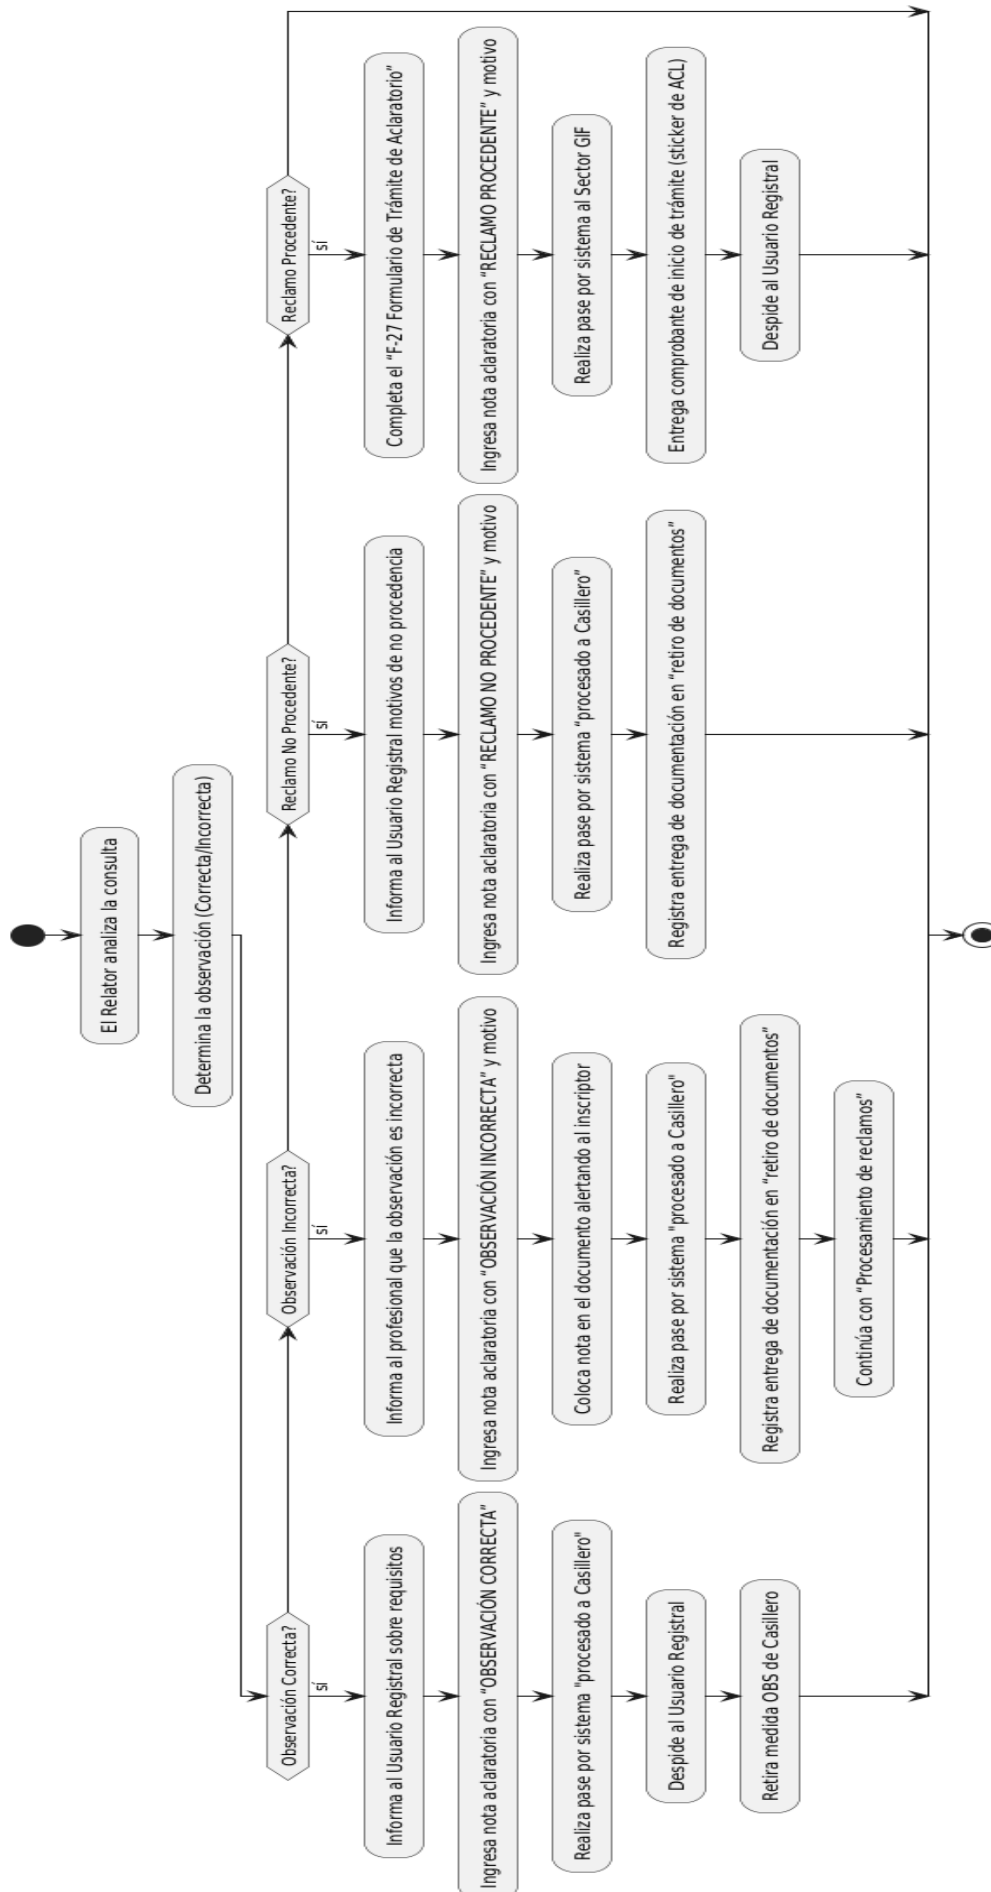 El Relator analiza la consulta
Determina la observación (Correcta/Incorrecta)
Observación Correcta?
sí
Informa al Usuario Registral sobre requisitos
Ingresa nota aclaratoria con “OBSERVACIÓN CORRECTA”
Realiza pase por sistema "procesado a Casillero"
Despide al Usuario Registral
Retira medida OBS de Casillero
Observación Incorrecta?
sí
Informa al profesional que la observación es incorrecta
Ingresa nota aclaratoria con “OBSERVACIÓN INCORRECTA” y motivo
Coloca nota en el documento alertando al inscriptor
Realiza pase por sistema "procesado a Casillero"
Registra entrega de documentación en “retiro de documentos”
Continúa con “Procesamiento de reclamos”
Reclamo No Procedente?
sí
Informa al Usuario Registral motivos de no procedencia
Ingresa nota aclaratoria con “RECLAMO NO PROCEDENTE” y motivo
Realiza pase por sistema “procesado a Casillero”
Registra entrega de documentación en “retiro de documentos”
Reclamo Procedente?
sí
Completa el “F-27 Formulario de Trámite de Aclaratorio”
Ingresa nota aclaratoria con “RECLAMO PROCEDENTE” y motivo
Realiza pase por sistema al Sector GIF
Entrega comprobante de inicio de trámite (sticker de ACL)
Despide al Usuario Registral